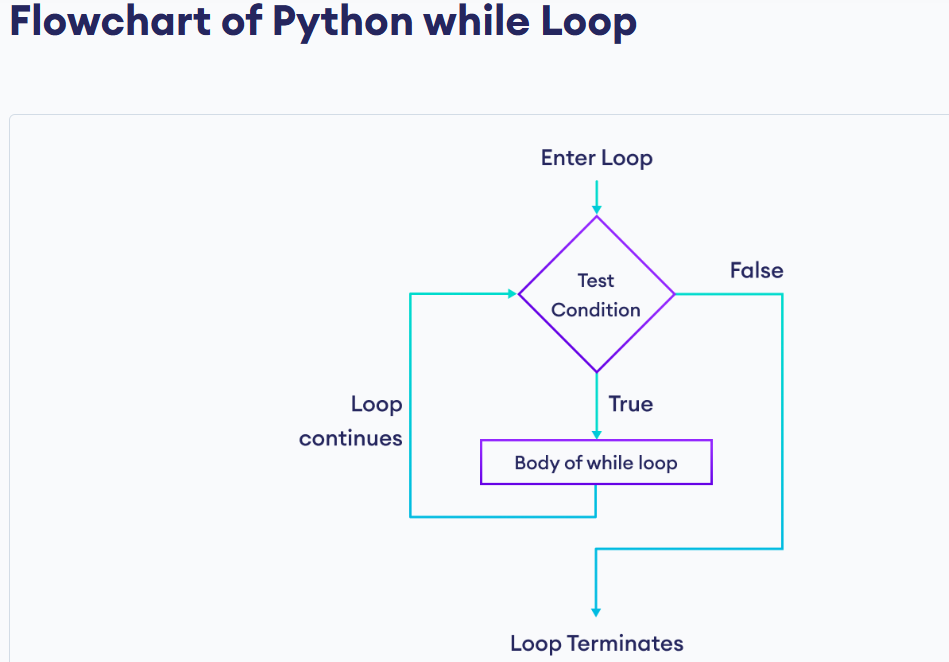 Flowchart of Python while Loop
Enter Loop
Test
Condition
False
True
Loop
continues
Body of while loop
Loop Terminates